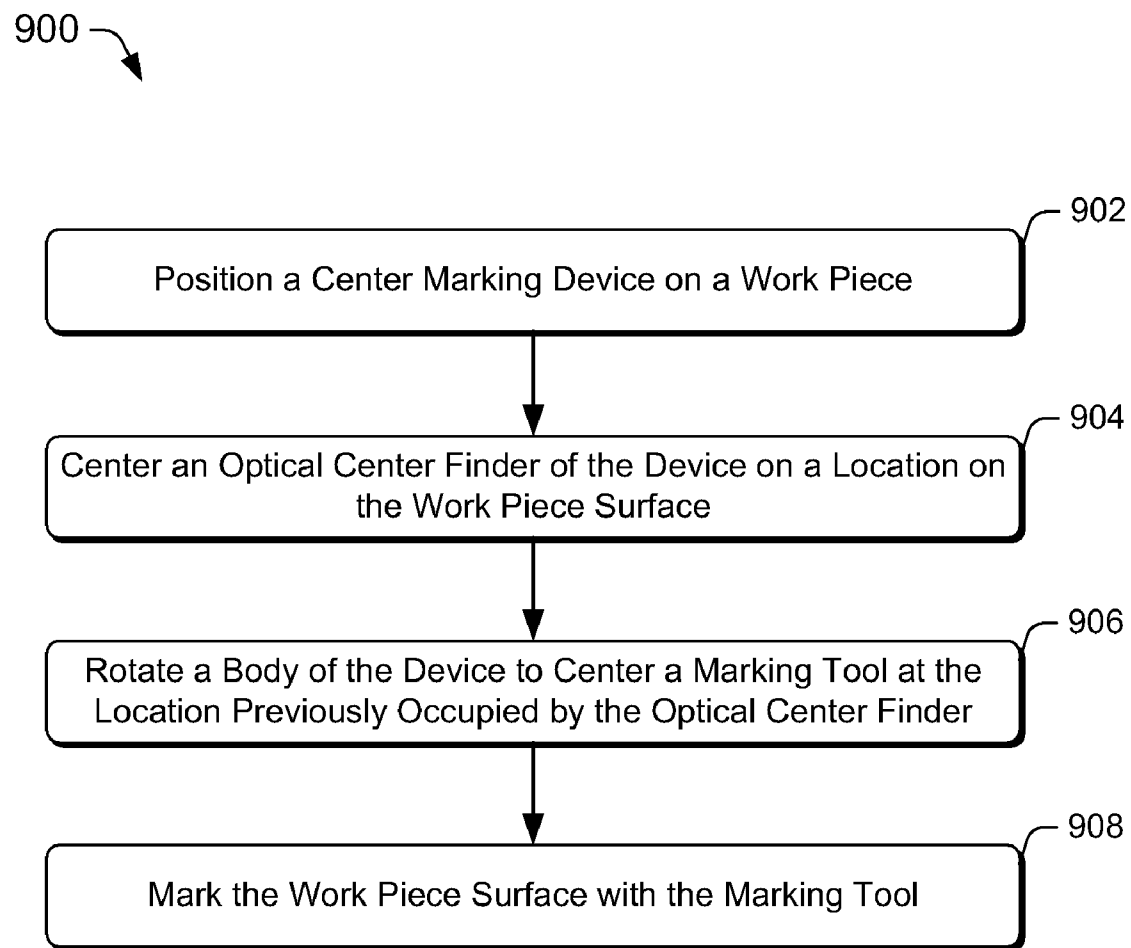 900
902
Position a Center Marking Device on a Work Piece
904
Center an Optical Center Finder of the Device on a Location on
the Work Piece Surface
906
Rotate a Body of the Device to Center a Marking Tool at the
Location Previously Occupied by the Optical Center Finder
908
Mark the Work Piece Surface with the Marking Tool